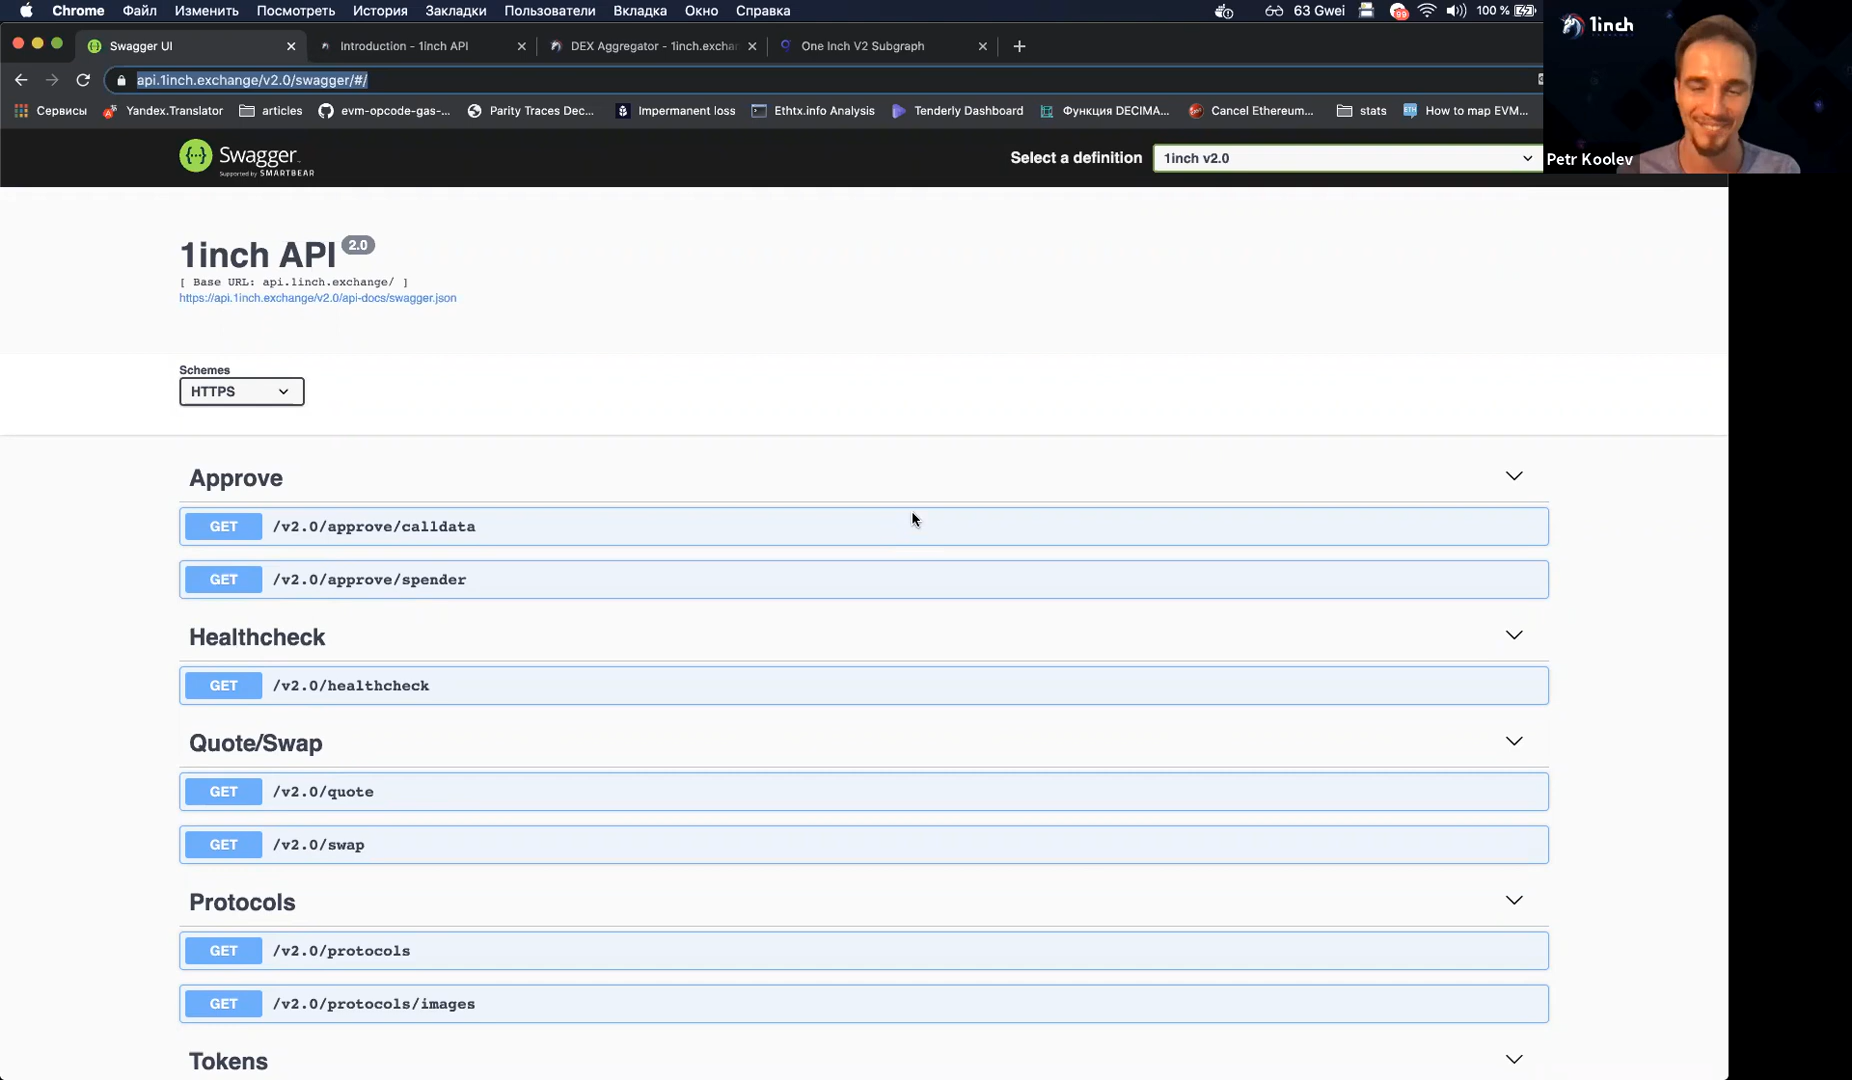 Chrome Файл Изменить Посмотреть История Закладки Пользователи Вкладка Окно Справка 63 Gwei 99 100 %
Swagger UI Introduction - 1inch API DEX Aggregator - 1inch.exchan One Inch V2 Subgraph
api.1inch.exchange/v2.0/swagger/#/
Сервисы Yandex.Translator articles evm-opcode-gas-... Parity Traces Dec... Impermanent loss Ethtx.info Analysis Tenderly Dashboard Функция DECIMA... Cancel Ethereum... stats How to map EVM...
1inch
Petr Koolev
Swagger
Supported by SMARTBEAR
Select a definition 1inch v2.0
1inch API 2.0
[ Base URL: api.1inch.exchange/ ]
https://api.1inch.exchange/v2.0/api-docs/swagger.json
Schemes
HTTPS
Approve
GET /v2.0/approve/calldata
GET /v2.0/approve/spender
Healthcheck
GET /v2.0/healthcheck
Quote/Swap
GET /v2.0/quote
GET /v2.0/swap
Protocols
GET /v2.0/protocols
GET /v2.0/protocols/images
Tokens